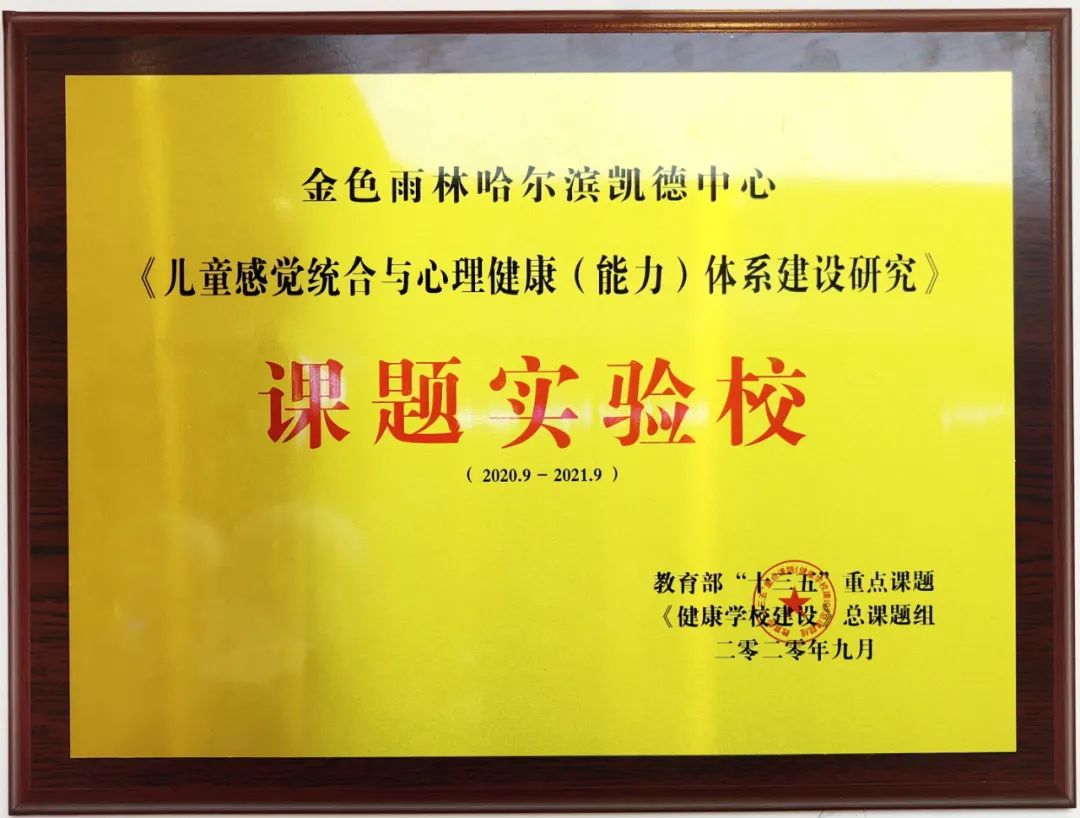 金色雨林哈尔滨凯德中心
《儿童感觉统合与心理健康（能力）体系建设研究》
课题实验校
（ 2020.9 - 2021.9 ）
教育部“十三五”重点课题
《健康学校建设》总课题组
二零二零年九月